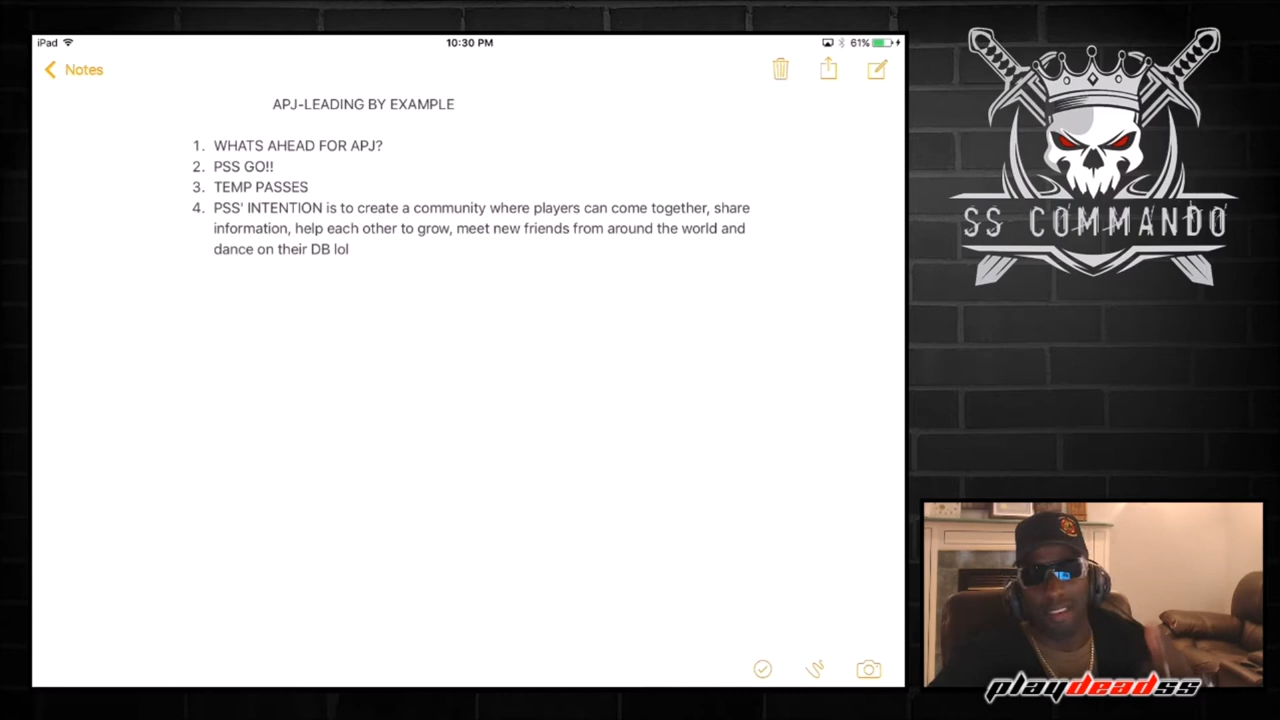 iPad
10:30 PM
61%
Notes
APJ-LEADING BY EXAMPLE
1. WHATS AHEAD FOR APJ?
2. PSS GO!!
3. TEMP PASSES
4. PSS' INTENTION is to create a community where players can come together, share
information, help each other to grow, meet new friends from around the world and
dance on their DB lol
SS COMMANDO
playdeadss